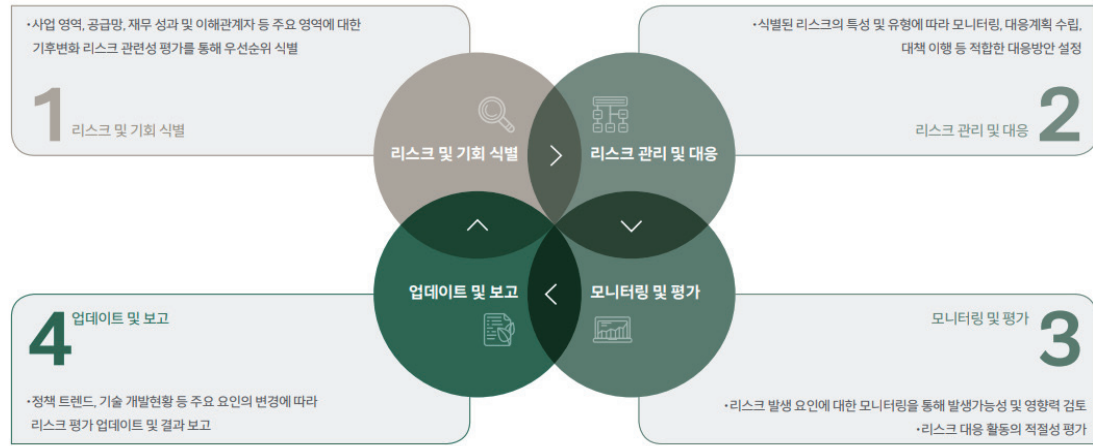 ·사업 영역, 공급망, 재무 성과 및 이해관계자 등 주요 영역에 대한
기후변화 리스크 관련성 평가를 통해 우선순위 식별
1 리스크 및 기회 식별
·식별된 리스크의 특성 및 유형에 따라 모니터링, 대응계획 수립,
대책 이행 등 적합한 대응방안 설정
리스크 관리 및 대응 2
리스크 및 기회 식별
리스크 관리 및 대응
업데이트 및 보고
모니터링 및 평가
4 업데이트 및 보고
·정책 트렌드, 기술 개발현황 등 주요 요인의 변경에 따라
리스크 평가 업데이트 및 결과 보고
모니터링 및 평가 3
·리스크 발생 요인에 대한 모니터링을 통해 발생가능성 및 영향력 검토
·리스크 대응 활동의 적절성 평가